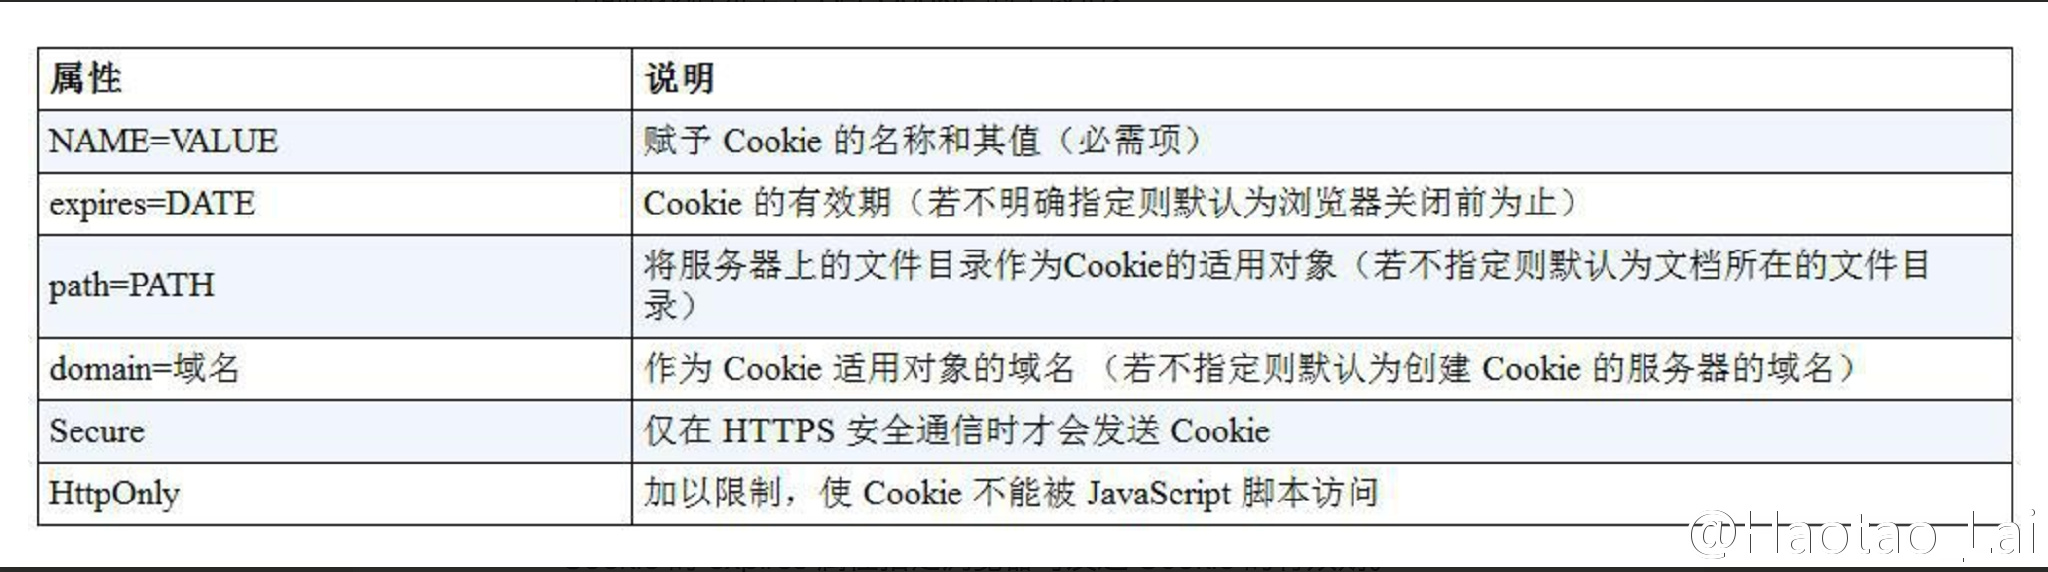 属性 说明
NAME=VALUE 赋予 Cookie 的名称和其值（必需项）
expires=DATE Cookie 的有效期（若不明确指定则默认为浏览器关闭前为止）
path=PATH 将服务器上的文件目录作为Cookie的适用对象（若不指定则默认为文档所在的文件目
录）
domain=域名 作为 Cookie 适用对象的域名 （若不指定则默认为创建 Cookie 的服务器的域名）
Secure 仅在 HTTPS 安全通信时才会发送 Cookie
HttpOnly 加以限制，使 Cookie 不能被 JavaScript 脚本访问
@Haotao_Lai